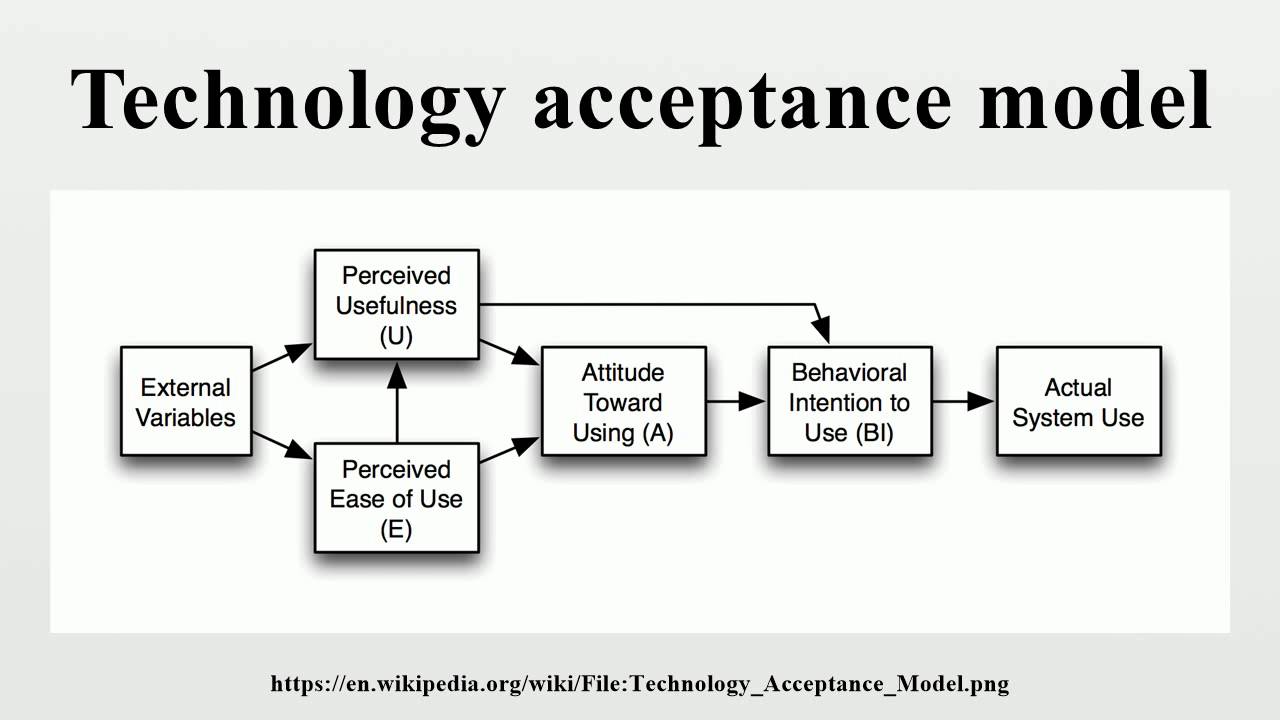 Technology acceptance model
Perceived
Usefulness
(U)
External
Variables
Perceived
Ease of Use
(E)
Attitude
Toward
Using (A)
Behavioral
Intention to
Use (BI)
Actual
System Use
https://en.wikipedia.org/wiki/File:Technology_Acceptance_Model.png